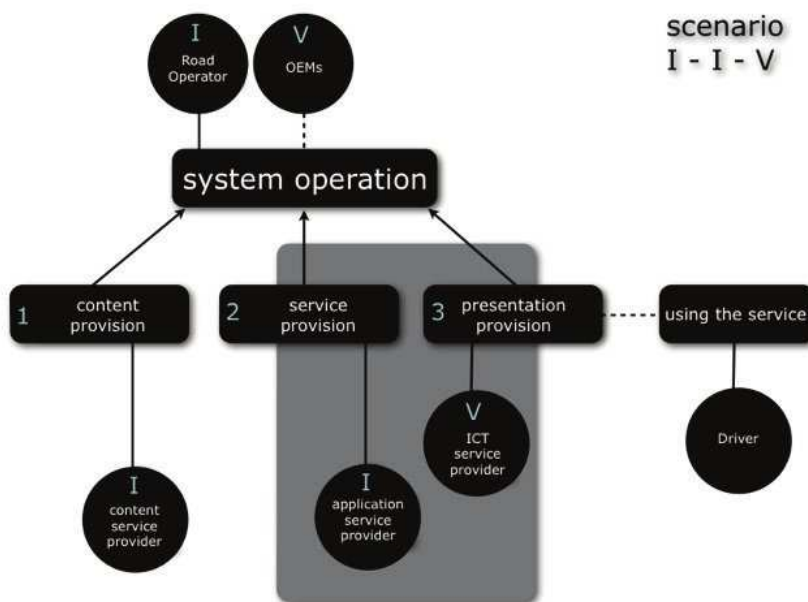 scenario
I - I - V
I
Road
Operator
V
OEMs
system operation
1
content
provision
2
service
provision
3
presentation
provision
using the service
I
content
service
provider
I
application
service
provider
V
ICT
service
provider
Driver